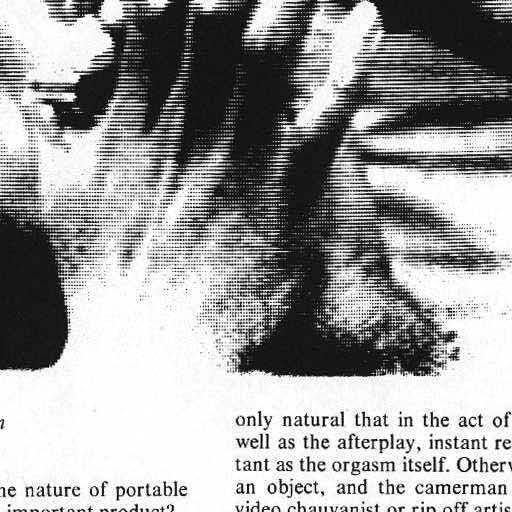 n
he nature of portable
important product?
only natural that in the act of
well as the afterplay, instant re
tant as the orgasm itself. Otherw
an object, and the camerman
video chauvanist or rip off artis